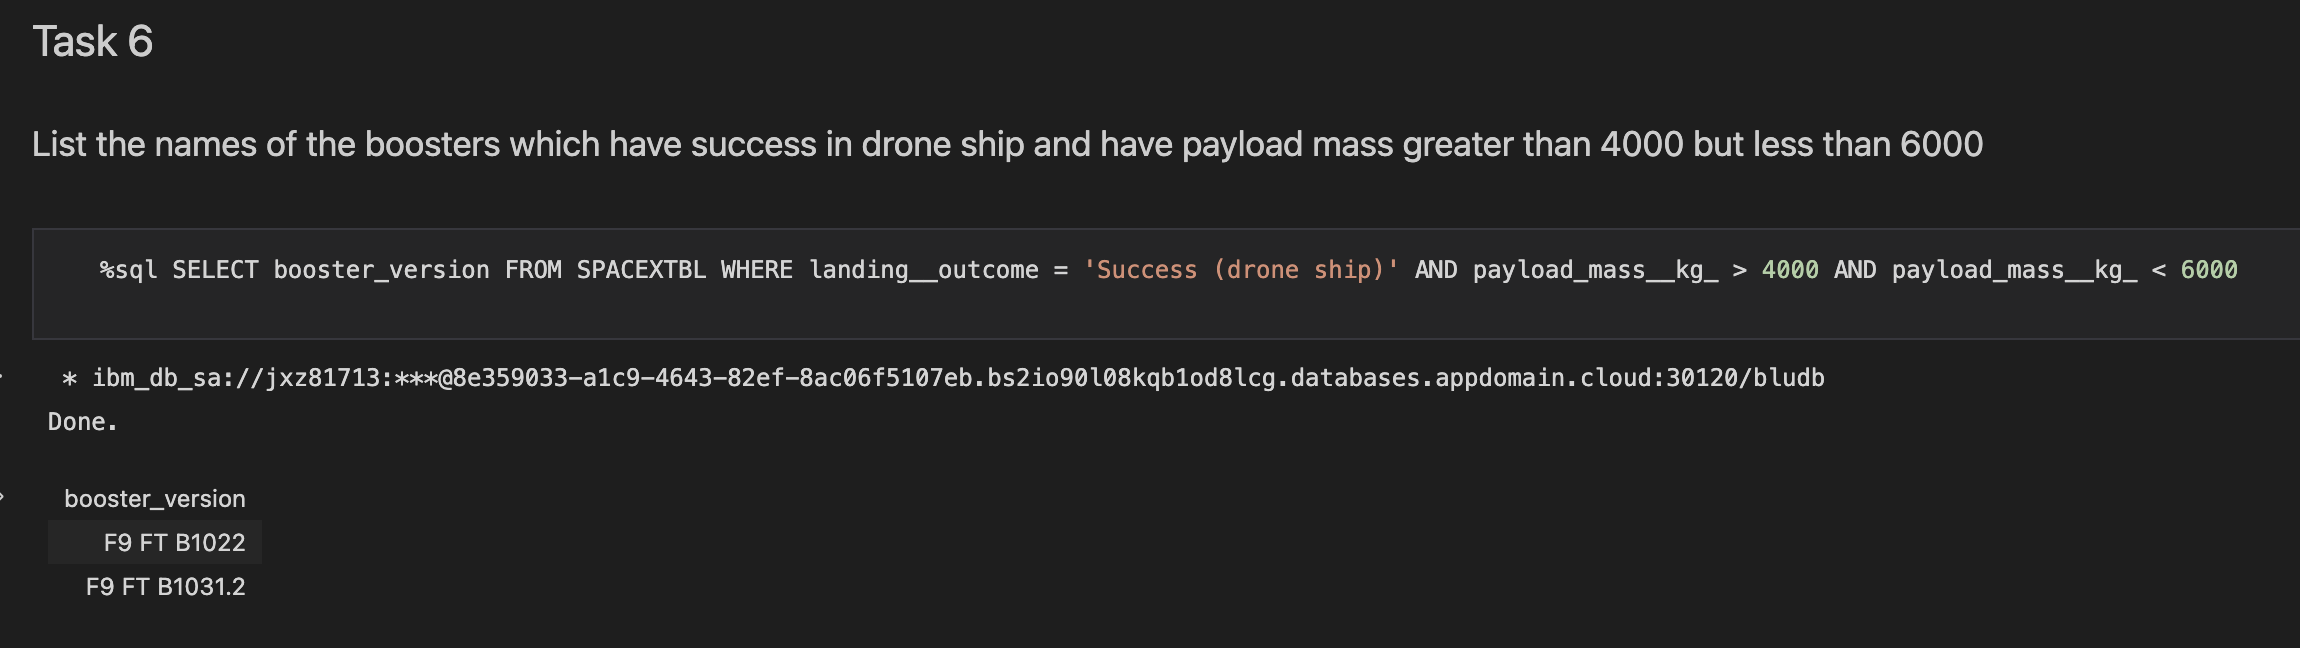 Task 6
List the names of the boosters which have success in drone ship and have payload mass greater than 4000 but less than 6000
%sql SELECT booster_version FROM SPACEXTBL WHERE landing__outcome = 'Success (drone ship)' AND payload_mass__kg_ > 4000 AND payload_mass__kg_ < 6000
* ibm_db_sa://jxz81713:***@8e359033-a1c9-4643-82ef-8ac06f5107eb.bs2io90l08kqb1od8lcg.databases.appdomain.cloud:30120/bludb
Done.
booster_version
F9 FT B1022
F9 FT B1031.2